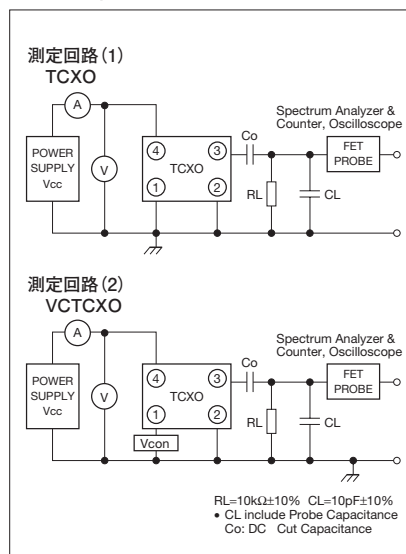 測定回路(1)
TCXO
A
POWER
SUPPLY
Vcc
V
4
3
TCXO
1
2
Co
RL
CL
Spectrum Analyzer &
Counter, Oscilloscope
FET
PROBE
測定回路(2)
VCTCXO
A
POWER
SUPPLY
Vcc
V
4
3
TCXO
1
2
Vcon
Co
RL
CL
Spectrum Analyzer &
Counter, Oscilloscope
FET
PROBE
RL=10kΩ±10% CL=10pF±10%
• CL include Probe Capacitance
Co: DC Cut Capacitance